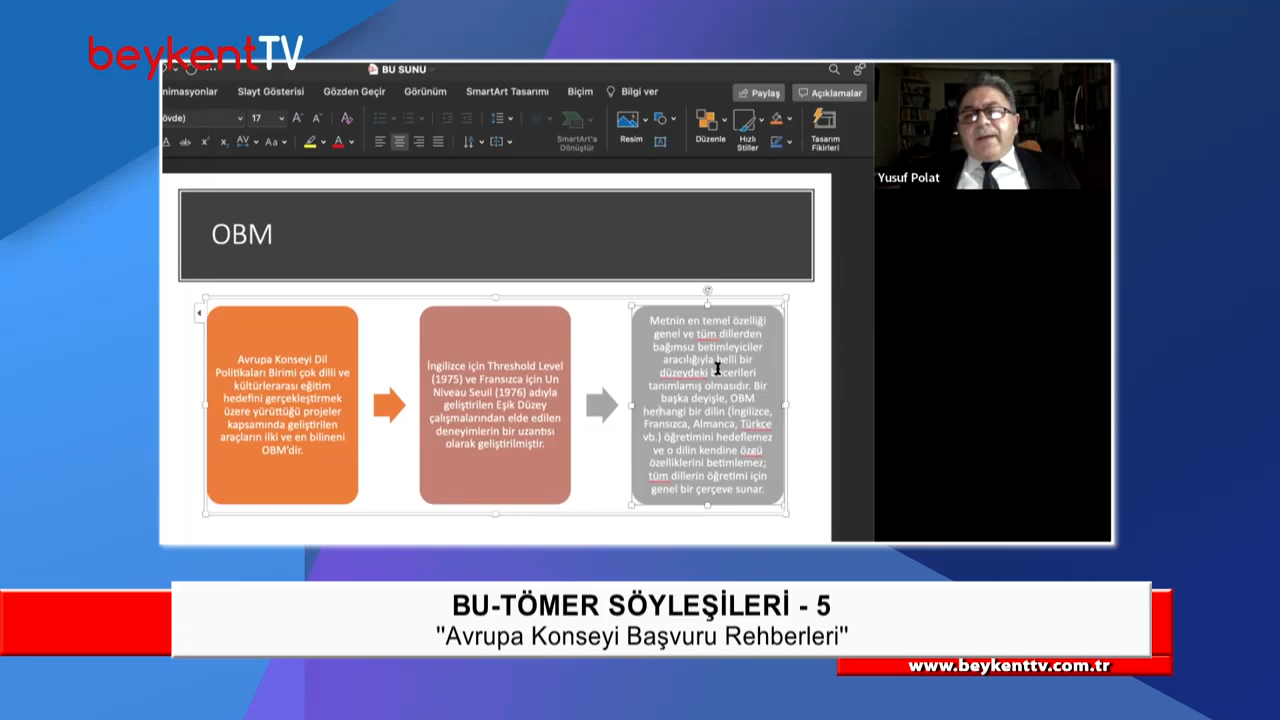 beykentTV
BU SUNU
nimasyonlar Slayt Gösterisi Gözden Geçir Görünüm SmartArt Tasarımı Biçim Bilgi ver Paylaş Açıklamalar
övde) 17
SmartArt'a Dönüştür
Resim
Düzenle
Hızlı Stiller
Tasarım Fikirleri
Yusuf Polat
OBM
Avrupa Konseyi Dil
Politikaları Birimi çok dilli ve
kültürlerarası eğitim
hedefini gerçekleştirmek
üzere yürüttüğü projeler
kapsamında geliştirilen
araçların ilki ve en bilineni
OBM'dir.
İngilizce için Threshold Level
(1975) ve Fransızca için Un
Niveau Seuil (1976) adıyla
geliştirilen Eşik Düzey
çalışmalarından elde edilen
deneyimlerin bir uzantısı
olarak geliştirilmiştir.
Metnin en temel özelliği
genel ve tüm dillerden
bağımsız betimleyiciler
aracılığıyla belli bir
düzeydeki becerileri
tanımlamış olmasıdır. Bir
başka deyişle, OBM
herhangi bir dilin (İngilizce,
Fransızca, Almanca, Türkçe
vb.) öğretimini hedeflemez
ve o dilin kendine özgü
özelliklerini betimlemez;
tüm dillerin öğretimi için
genel bir çerçeve sunar.
BU-TÖMER SÖYLEŞİLERİ - 5
"Avrupa Konseyi Başvuru Rehberleri"
www.beykenttv.com.tr